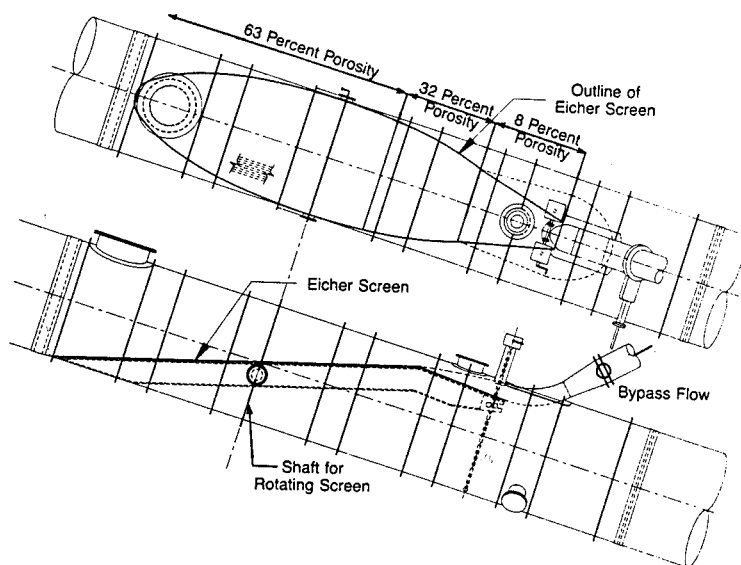 63 Percent Porosity
32 Percent
Porosity
Outline of
Eicher Screen
8 Percent
Porosity
Eicher Screen
Bypass Flow
Shaft for
Rotating Screen